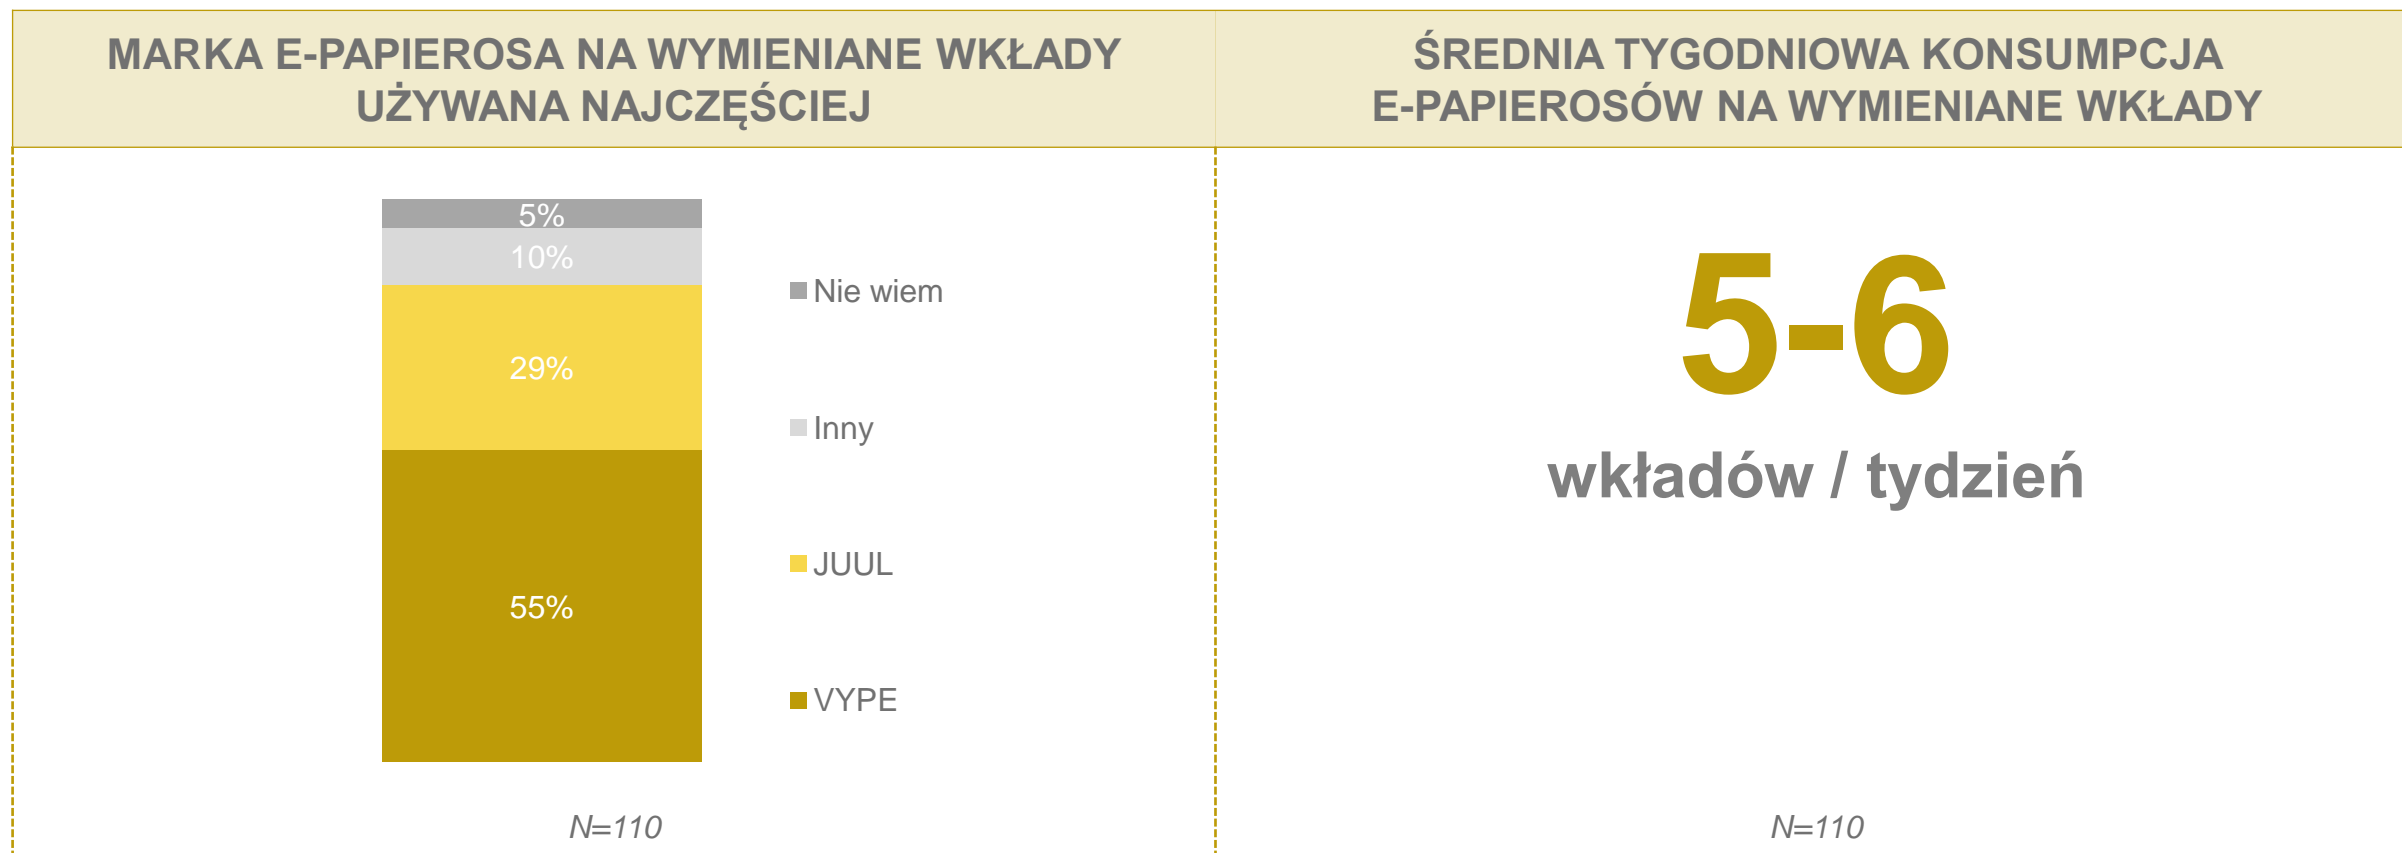 MARKA E-PAPIEROSA NA WYMIENIANE WKŁADY
UŻYWANA NAJCZĘŚCIEJ
5%
10%
29%
55%
Nie wiem
Inny
JUUL
VYPE
N=110
ŚREDNIA TYGODNIOWA KONSUMPCJA
E-PAPIEROSÓW NA WYMIENIANE WKŁADY
5-6
wkładów / tydzień
N=110